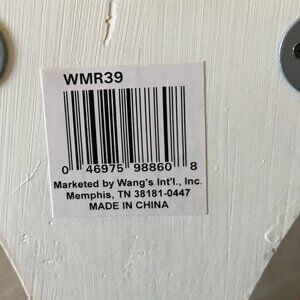 WMR39
0 46975 98860 8
Marketed by Wang's Int'l., Inc.
Memphis, TN 38181-0447
MADE IN CHINA